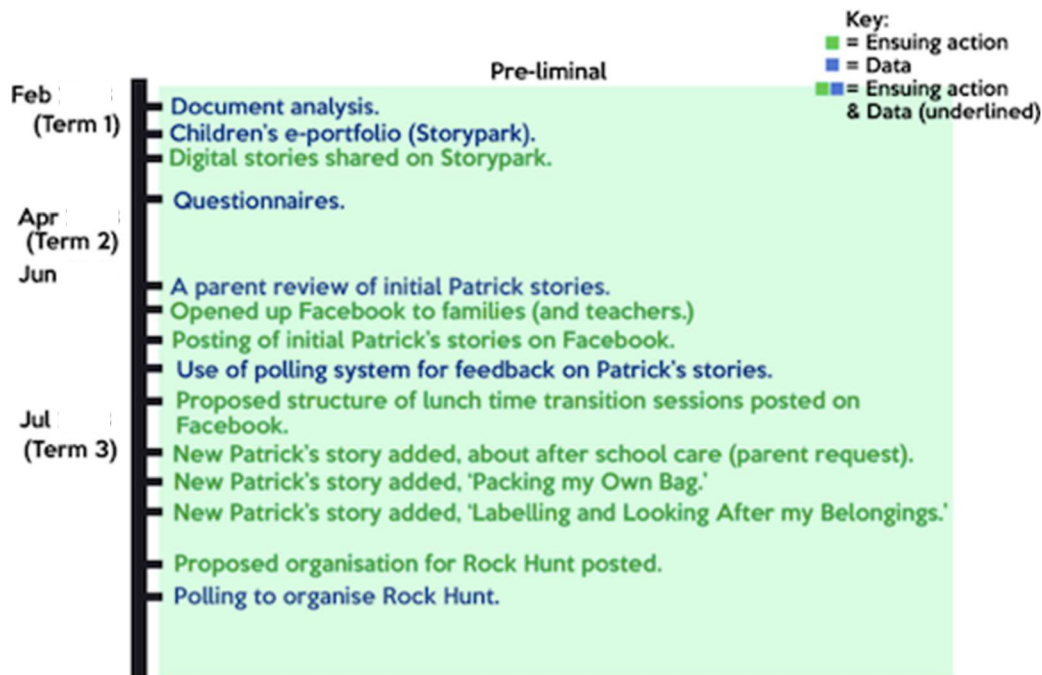 Key:
= Ensuing action
= Data
= Ensuing action
& Data (underlined)
Pre-liminal
Feb
(Term 1)
Document analysis.
Children's e-portfolio (Storypark).
Digital stories shared on Storypark.
Questionnaires.
Apr
(Term 2)
Jun
A parent review of initial Patrick stories.
Opened up Facebook to families (and teachers.)
Posting of initial Patrick's stories on Facebook.
Use of polling system for feedback on Patrick's stories.
Proposed structure of lunch time transition sessions posted on
Facebook.
Jul
(Term 3)
New Patrick's story added, about after school care (parent request).
New Patrick's story added, 'Packing my Own Bag.'
New Patrick's story added, 'Labelling and Looking After my Belongings.'
Proposed organisation for Rock Hunt posted.
Polling to organise Rock Hunt.